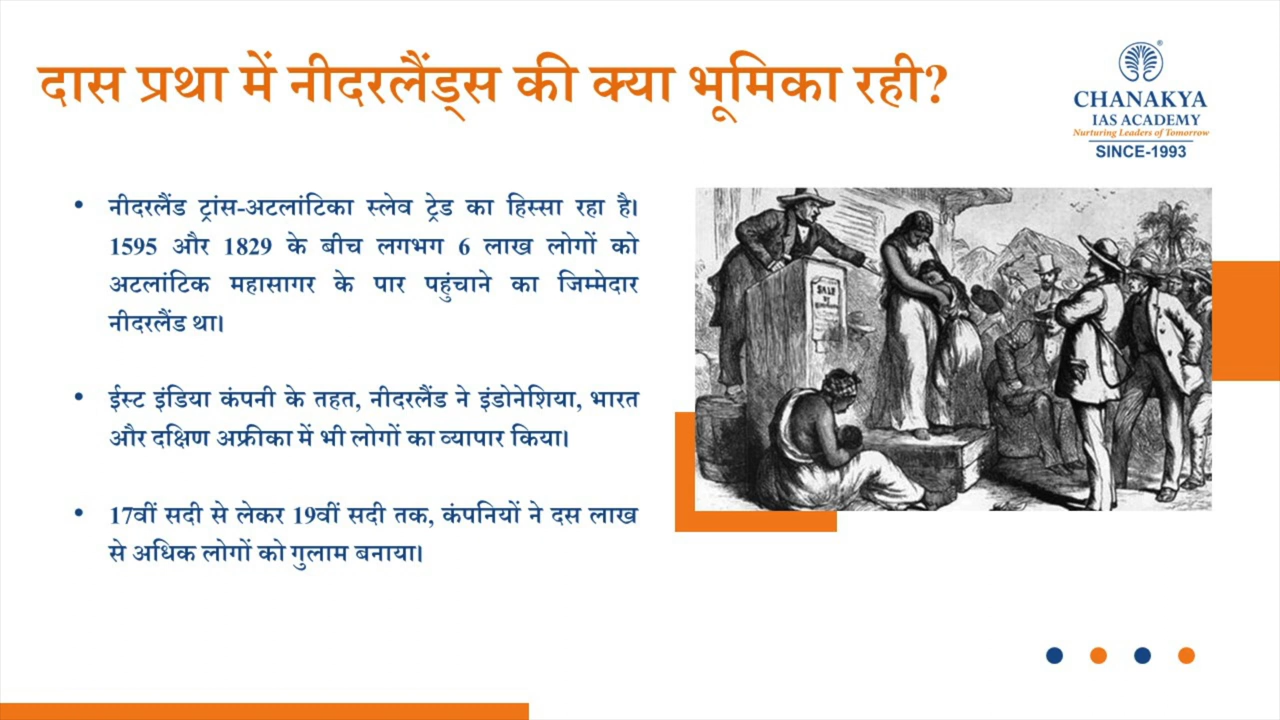 दास प्रथा में नीदरलैंड्स की क्या भूमिका रही?
CHANAKYA
IAS ACADEMY
Nurturing Leaders of Tomorrow
SINCE-1993
• नीदरलैंड ट्रांस-अटलांटिका स्लेव ट्रेड का हिस्सा रहा है।
1595 और 1829 के बीच लगभग 6 लाख लोगों को
अटलांटिक महासागर के पार पहुंचाने का जिम्मेदार
नीदरलैंड था।
• ईस्ट इंडिया कंपनी के तहत, नीदरलैंड ने इंडोनेशिया, भारत
और दक्षिण अफ्रीका में भी लोगों का व्यापार किया।
• 17वीं सदी से लेकर 19वीं सदी तक, कंपनियों ने दस लाख
से अधिक लोगों को गुलाम बनाया।
SALE